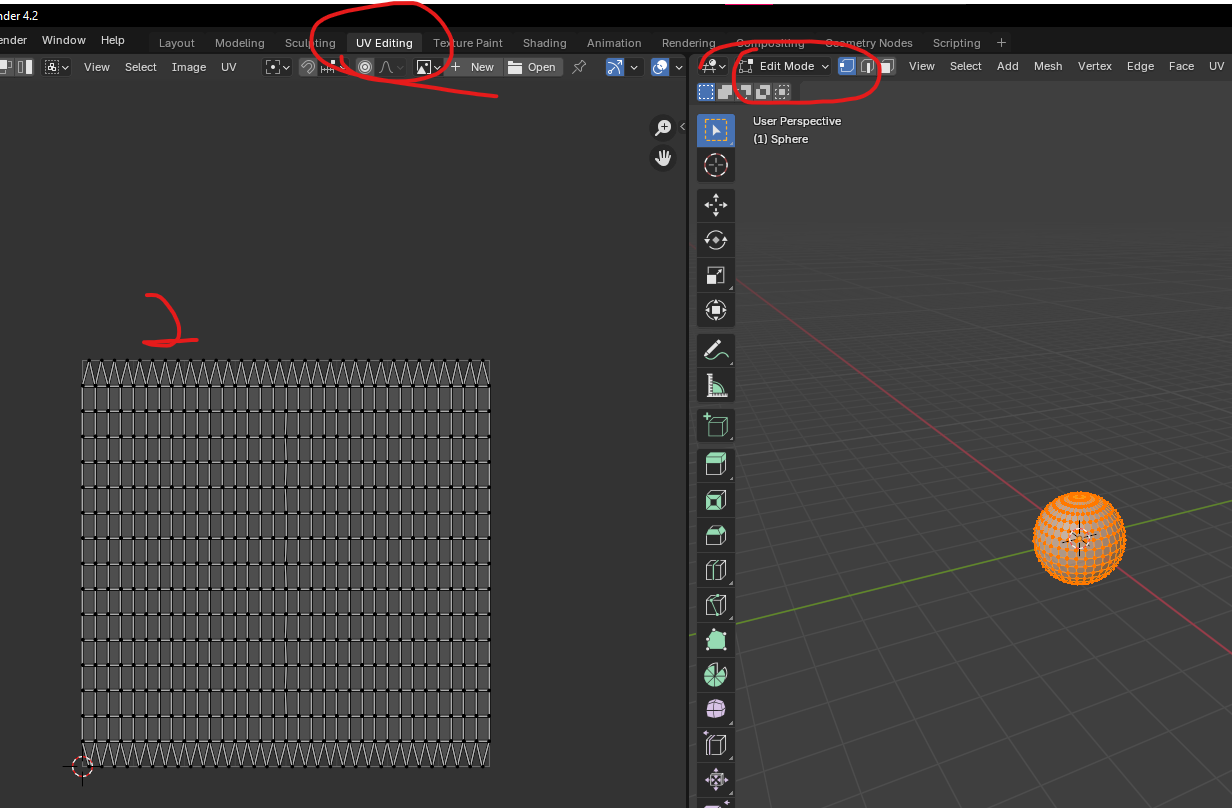 nder 4.2
ender Window Help Layout Modeling Sculpting UV Editing Texture Paint Shading Animation Rendering Compositing Geometry Nodes Scripting +
View Select Image UV New Open Edit Mode View Select Add Mesh Vertex Edge Face UV
User Perspective
(1) Sphere